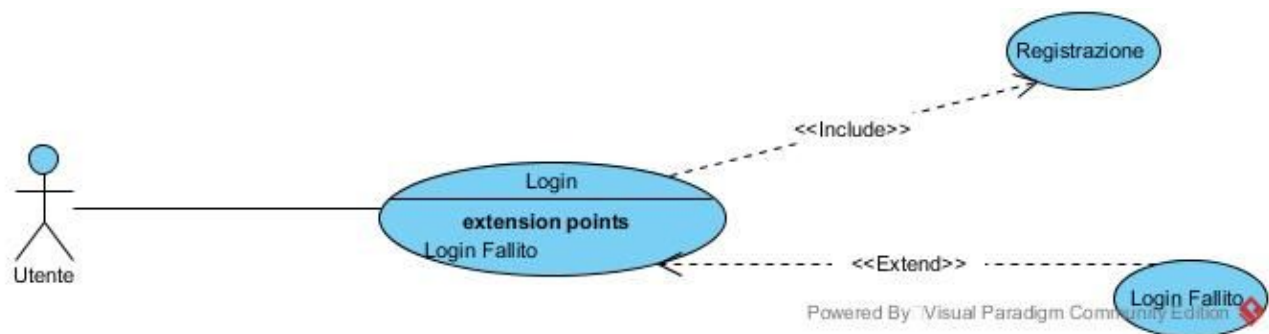 Registrazione
<<Include>>
Login
extension points
Login Fallito
Utente
<<Extend>>
Login Fallito
Powered By Visual Paradigm Community Edition